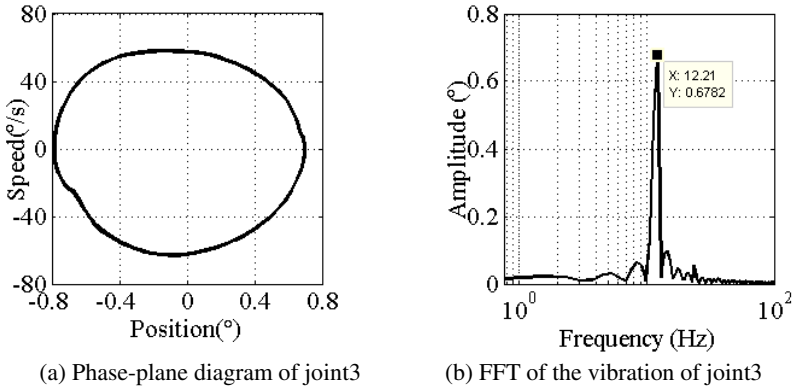 80
40
0
-40
-80
Speed(°/s)
-0.8 -0.4 0 0.4 0.8
Position(°)
(a) Phase-plane diagram of joint3
0.8
0.6
0.4
0.2
0
Amplitude (°)
X: 12.21
Y: 0.6782
10^0 10^2
Frequency (Hz)
(b) FFT of the vibration of joint3